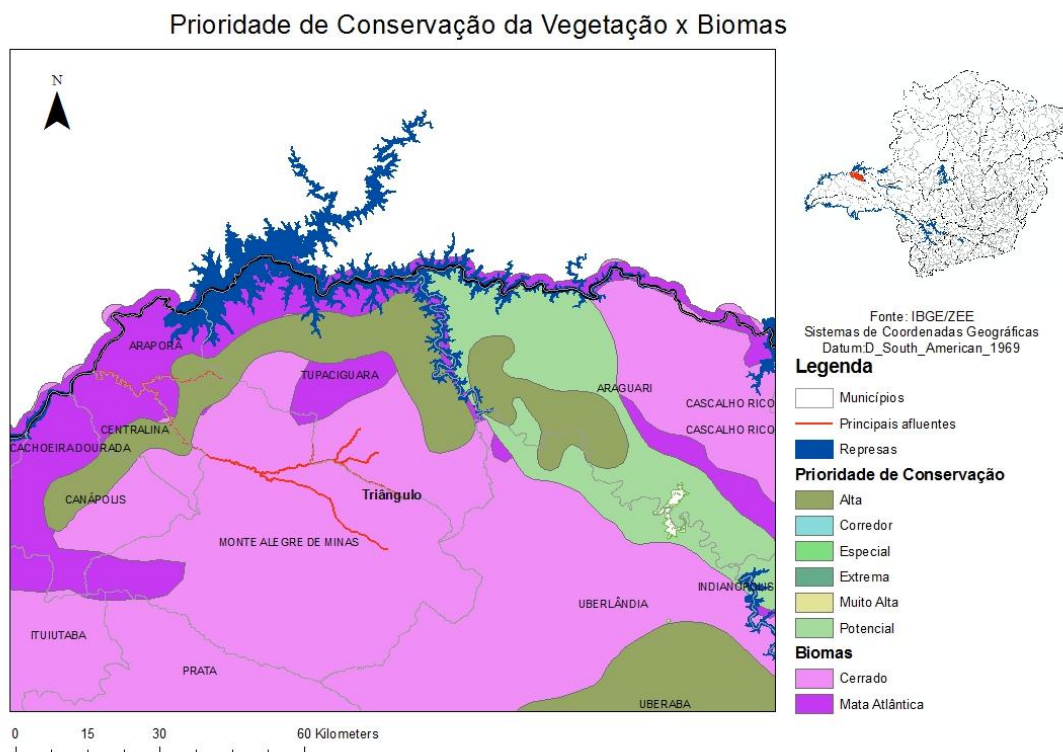 Prioridade de Conservação da Vegetação x Biomas
N
ARAPORÃ
TUPACIGUARA
ARAGUARI
CASCALHO RICO
CASCALHO RICO
CENTRALINA
CACHOEIRA DOURADA
CANÁPOLIS
Triângulo
MONTE ALEGRE DE MINAS
INDIANÓPOLIS
UBERLÂNDIA
ITUIUTABA
PRATA
UBERABA
0 15 30 60 Kilometers
Fonte: IBGE/ZEE
Sistemas de Coordenadas Geográficas
Datum:D_South_American_1969
Legenda
Municípios
Principais afluentes
Represas
Prioridade de Conservação
Alta
Corredor
Especial
Extrema
Muito Alta
Potencial
Biomas
Cerrado
Mata Atlântica